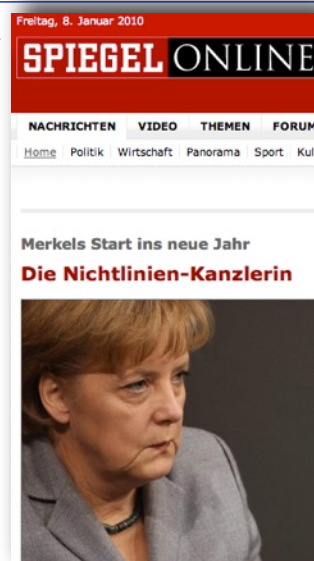 Freitag, 8. Januar 2010
SPIEGEL ONLINE
NACHRICHTEN VIDEO THEMEN FORUM
Home Politik Wirtschaft Panorama Sport Kul
Merkels Start ins neue Jahr
Die Nichtlinien-Kanzlerin